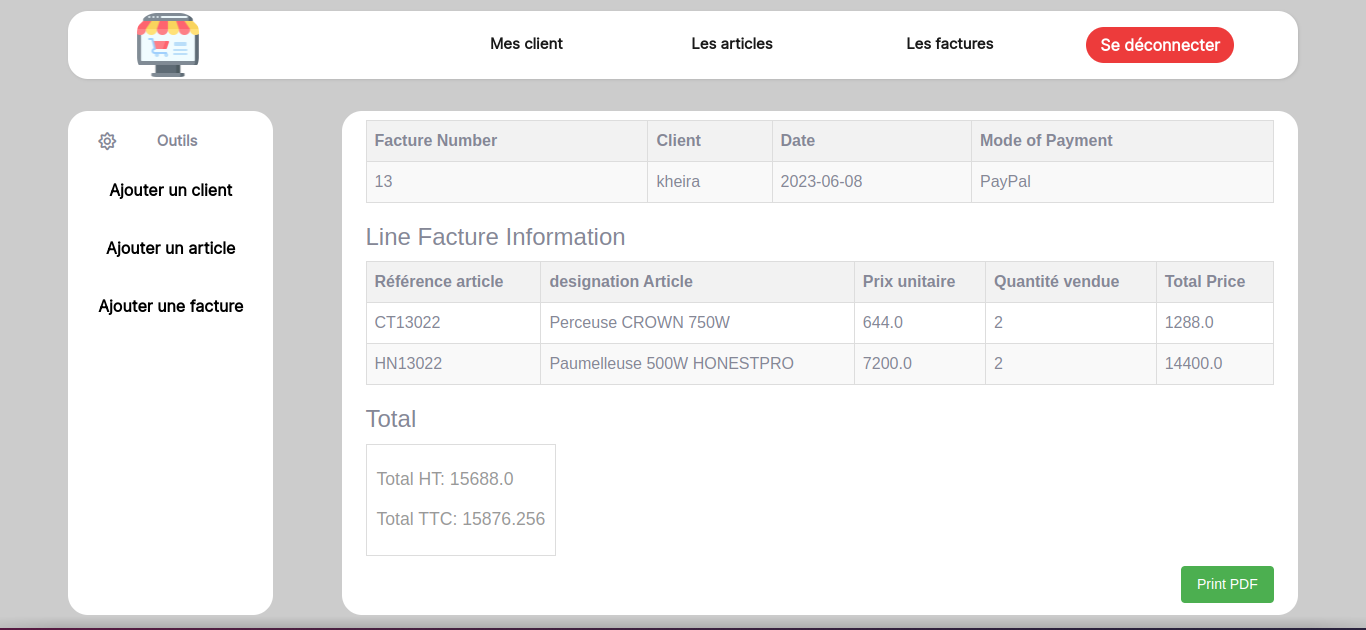 Mes client Les articles Les factures Se déconnecter
Outils
Ajouter un client
Ajouter un article
Ajouter une facture
Facture Number Client Date Mode of Payment
13 kheira 2023-06-08 PayPal
Line Facture Information
Référence article designation Article Prix unitaire Quantité vendue Total Price
CT13022 Perceuse CROWN 750W 644.0 2 1288.0
HN13022 Paumelleuse 500W HONESTPRO 7200.0 2 14400.0
Total
Total HT: 15688.0
Total TTC: 15876.256
Print PDF